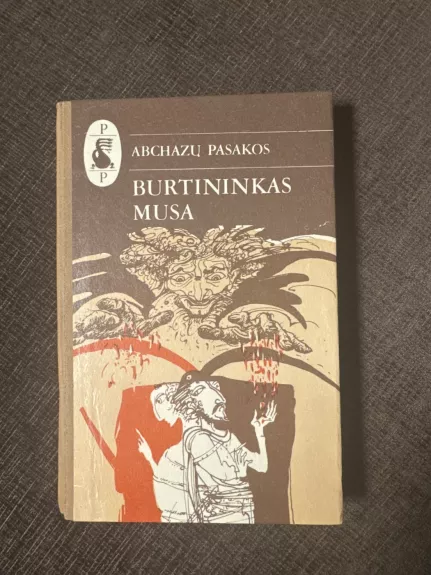 P
P
ABCHAZŲ PASAKOS
BURTININKAS
MUSA